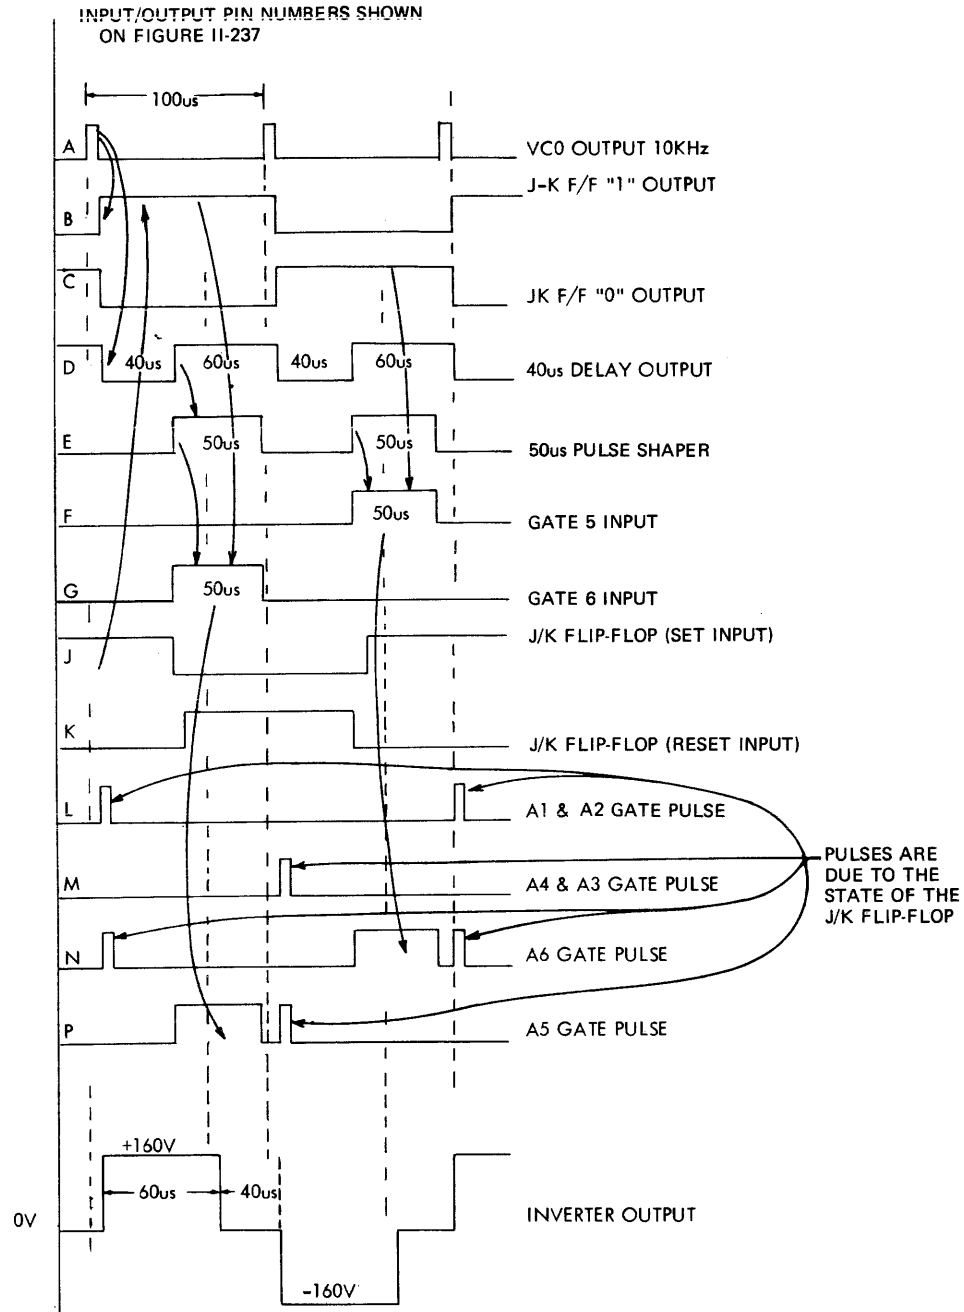 INPUT/OUTPUT PIN NUMBERS SHOWN
ON FIGURE II-237
100us
A
VC0 OUTPUT 10KHz
J-K F/F "1" OUTPUT
B
C
JK F/F "0" OUTPUT
D
40us
60us
40us
60us
40us DELAY OUTPUT
E
50us
50us
50us PULSE SHAPER
F
50us
GATE 5 INPUT
G
50us
GATE 6 INPUT
J/K FLIP-FLOP (SET INPUT)
J
K
J/K FLIP-FLOP (RESET INPUT)
L
A1 & A2 GATE PULSE
PULSES ARE
DUE TO THE
STATE OF THE
J/K FLIP-FLOP
M
A4 & A3 GATE PULSE
N
A6 GATE PULSE
P
A5 GATE PULSE
+160V
60us
40us
0V
INVERTER OUTPUT
-160V